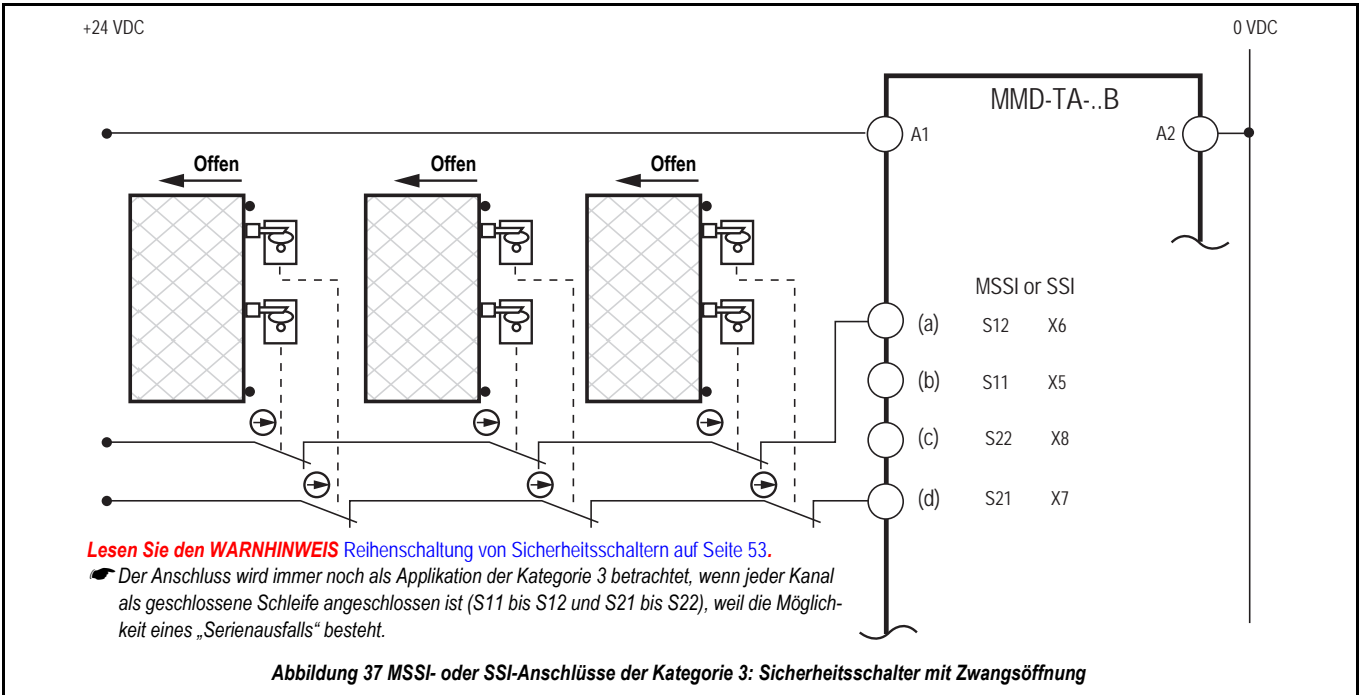 +24 VDC
0 VDC
MMD-TA-..B
A1
A2
Offen
Offen
Offen
MSSI or SSI
(a) S12 X6
(b) S11 X5
(c) S22 X8
(d) S21 X7
Lesen Sie den WARNHINWEIS Reihenschaltung von Sicherheitsschaltern auf Seite 53.
Der Anschluss wird immer noch als Applikation der Kategorie 3 betrachtet, wenn jeder Kanal
als geschlossene Schleife angeschlossen ist (S11 bis S12 und S21 bis S22), weil die Möglich-
keit eines „Serienausfalls“ besteht.
Abbildung 37 MSSI- oder SSI-Anschlüsse der Kategorie 3: Sicherheitsschalter mit Zwangsöffnung